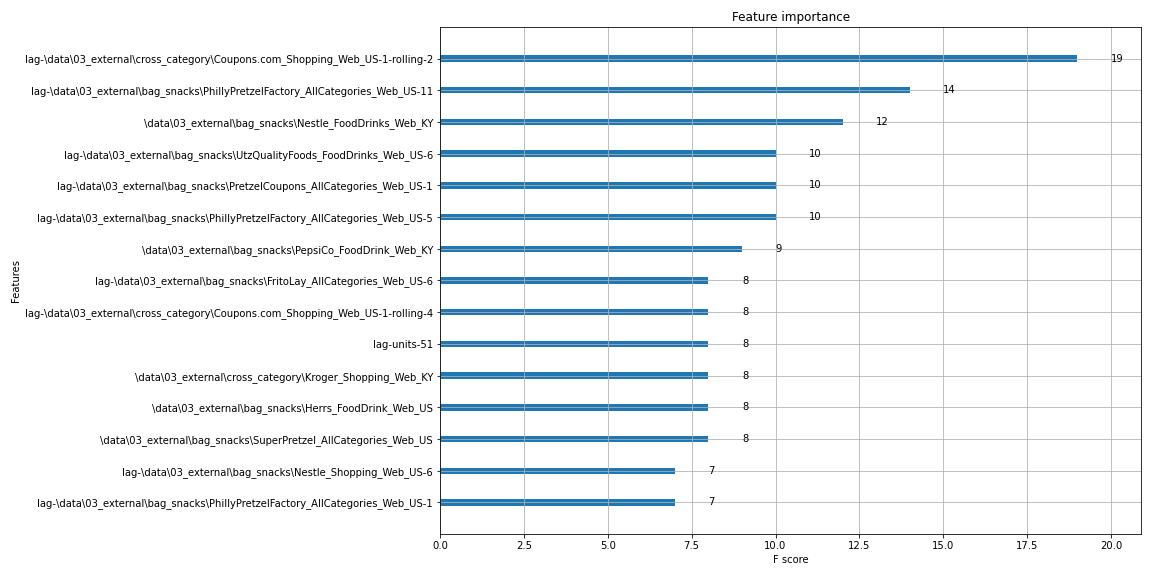 Feature importance
lag-\data\03_external\cross_category\Coupons.com_Shopping_Web_US-1-rolling-2 19
lag-\data\03_external\bag_snacks\PhillyPretzelFactory_AllCategories_Web_US-11 14
\data\03_external\bag_snacks\Nestle_FoodDrinks_Web_KY 12
lag-\data\03_external\bag_snacks\UtzQualityFoods_FoodDrinks_Web_US-6 10
lag-\data\03_external\bag_snacks\PretzelCoupons_AllCategories_Web_US-1 10
lag-\data\03_external\bag_snacks\PhillyPretzelFactory_AllCategories_Web_US-5 10
\data\03_external\bag_snacks\PepsiCo_FoodDrink_Web_KY 9
lag-\data\03_external\bag_snacks\FritoLay_AllCategories_Web_US-6 8
lag-\data\03_external\cross_category\Coupons.com_Shopping_Web_US-1-rolling-4 8
lag-units-51 8
\data\03_external\cross_category\Kroger_Shopping_Web_KY 8
\data\03_external\bag_snacks\Herrs_FoodDrink_Web_US 8
\data\03_external\bag_snacks\SuperPretzel_AllCategories_Web_US 8
lag-\data\03_external\bag_snacks\Nestle_Shopping_Web_US-6 7
lag-\data\03_external\bag_snacks\PhillyPretzelFactory_AllCategories_Web_US-1 7
Features
0.0 2.5 5.0 7.5 10.0 12.5 15.0 17.5 20.0
F score